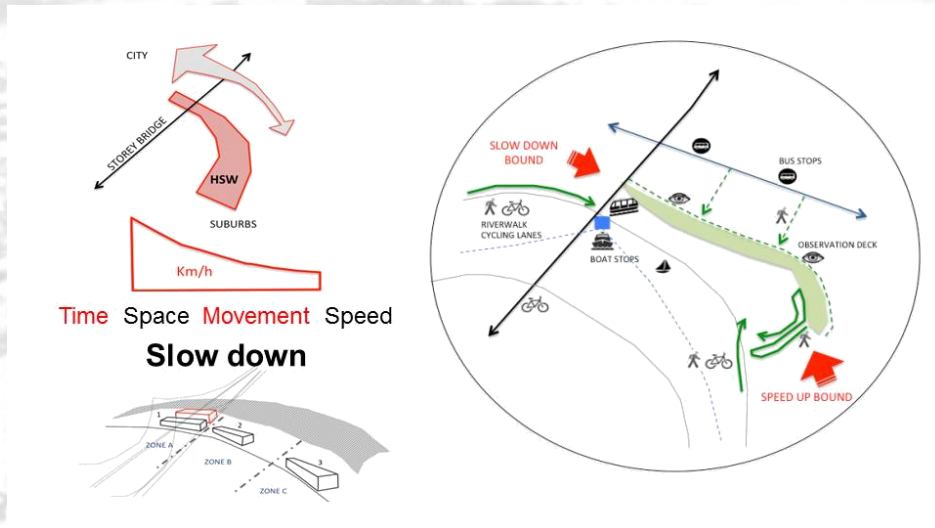 CITY
STOREY BRIDGE
HSW
SUBURBS
Km/h
Time Space Movement Speed
Slow down
1
2
3
ZONE A
ZONE B
ZONE C
SLOW DOWN
BOUND
BUS STOPS
RIVERWALK
CYCLING LANES
BOAT STOPS
OBSERVATION DECK
SPEED UP BOUND